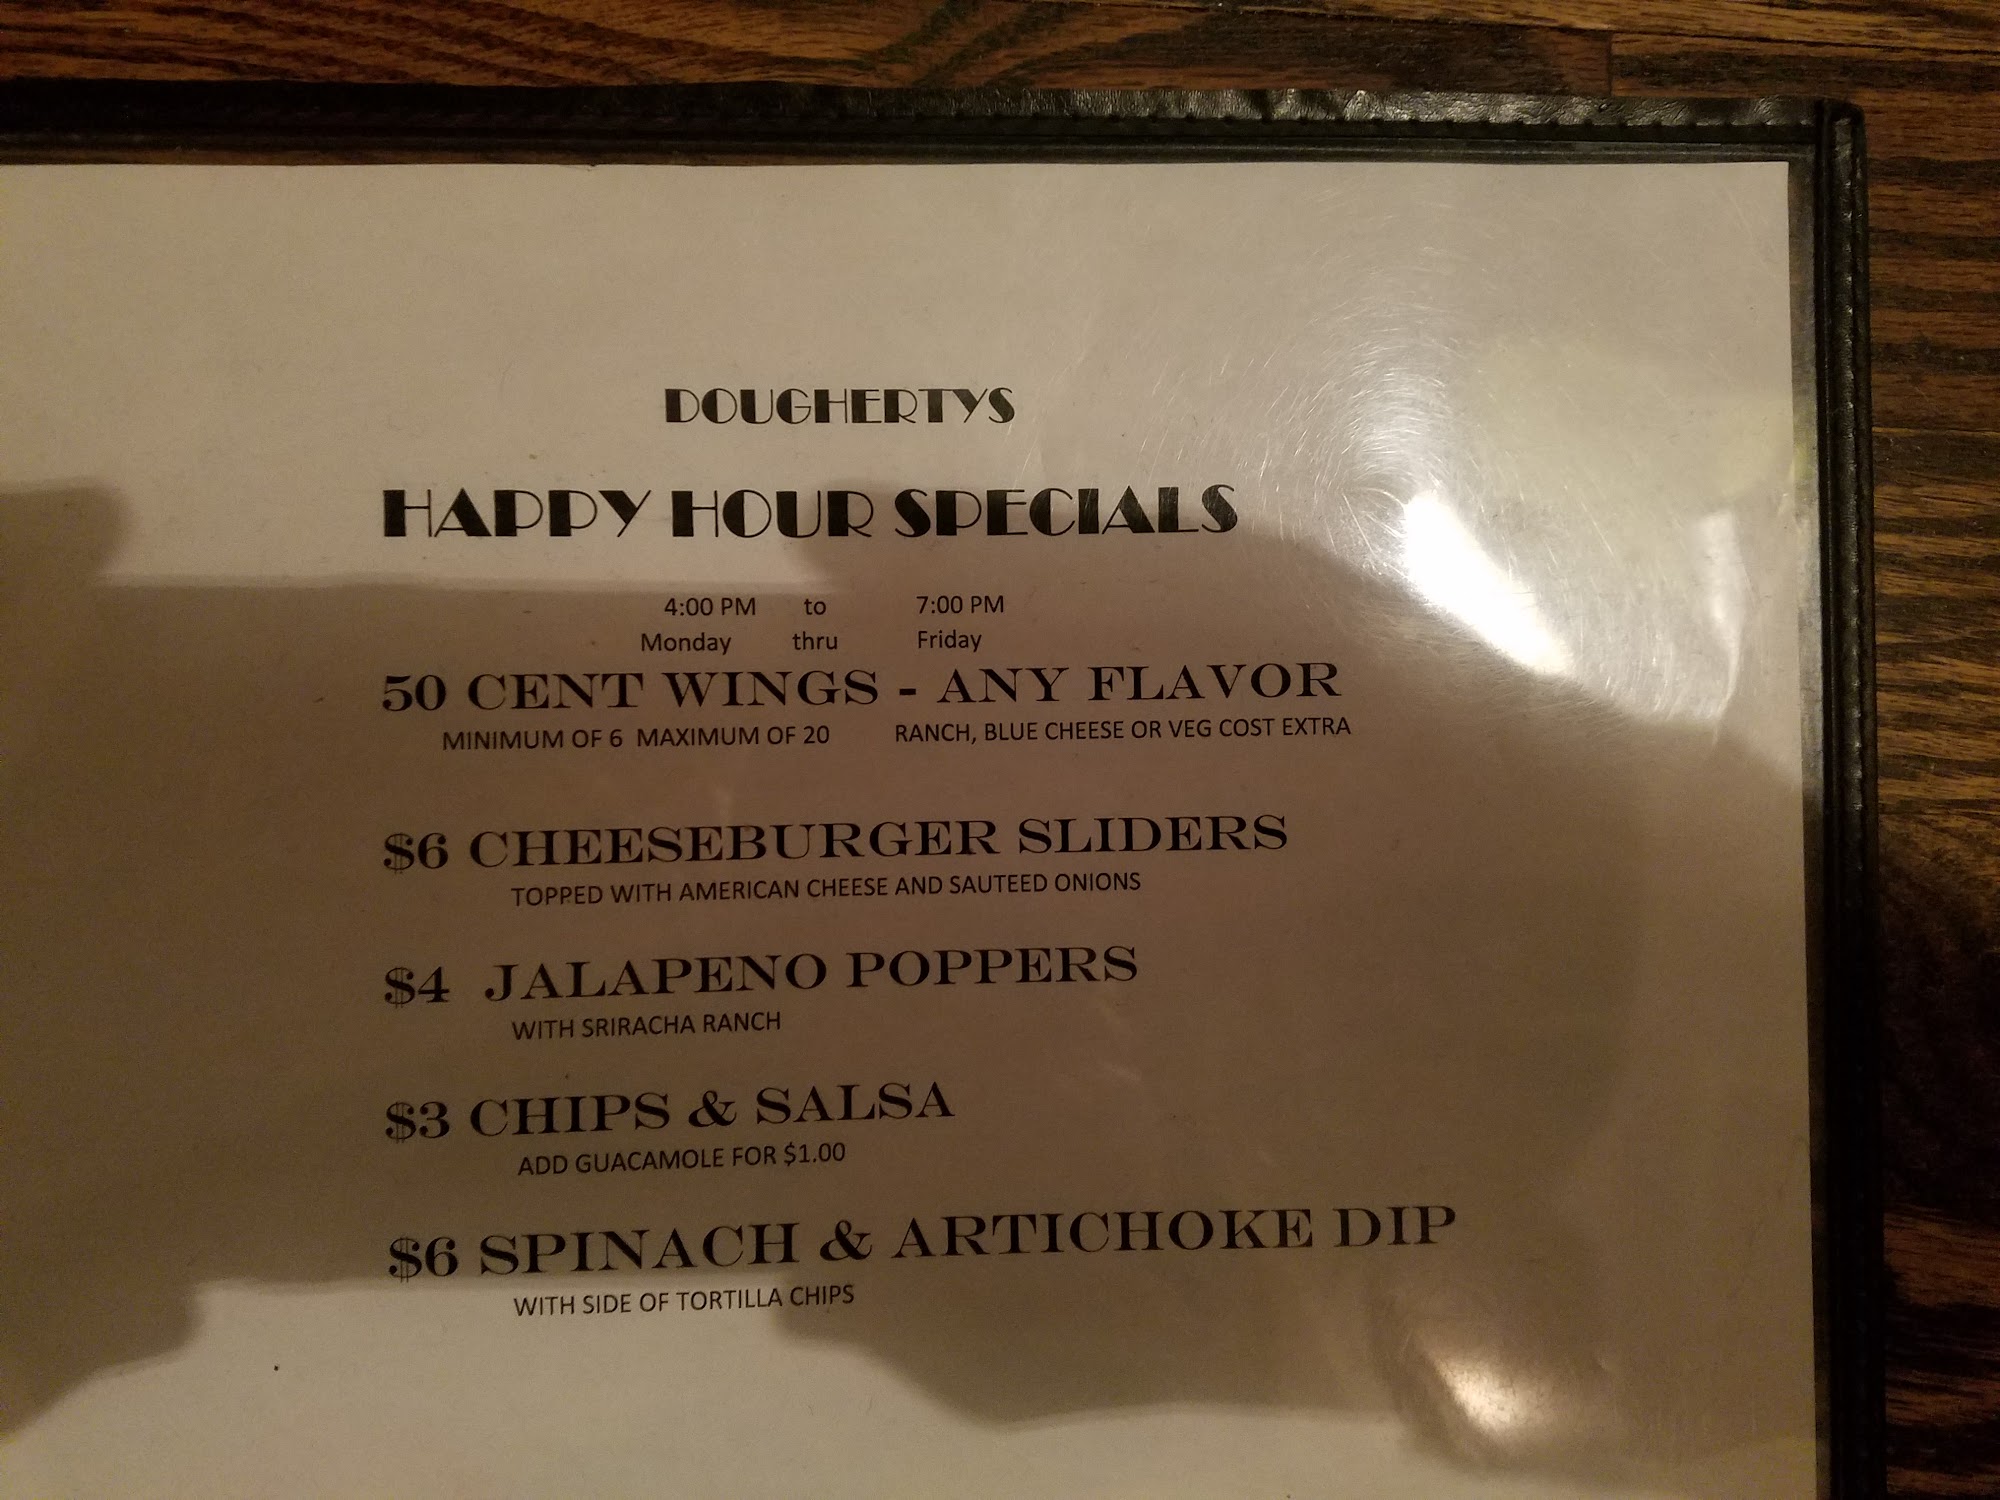 DOUGHERTYS
HAPPY HOUR SPECIALS
4:00 PM to 7:00 PM
Monday thru Friday
50 CENT WINGS - ANY FLAVOR
MINIMUM OF 6 MAXIMUM OF 20 RANCH, BLUE CHEESE OR VEG COST EXTRA
$6 CHEESEBURGER SLIDERS
TOPPED WITH AMERICAN CHEESE AND SAUTEED ONIONS
$4 JALAPENO POPPERS
WITH SRIRACHA RANCH
$3 CHIPS & SALSA
ADD GUACAMOLE FOR $1.00
$6 SPINACH & ARTICHOKE DIP
WITH SIDE OF TORTILLA CHIPS